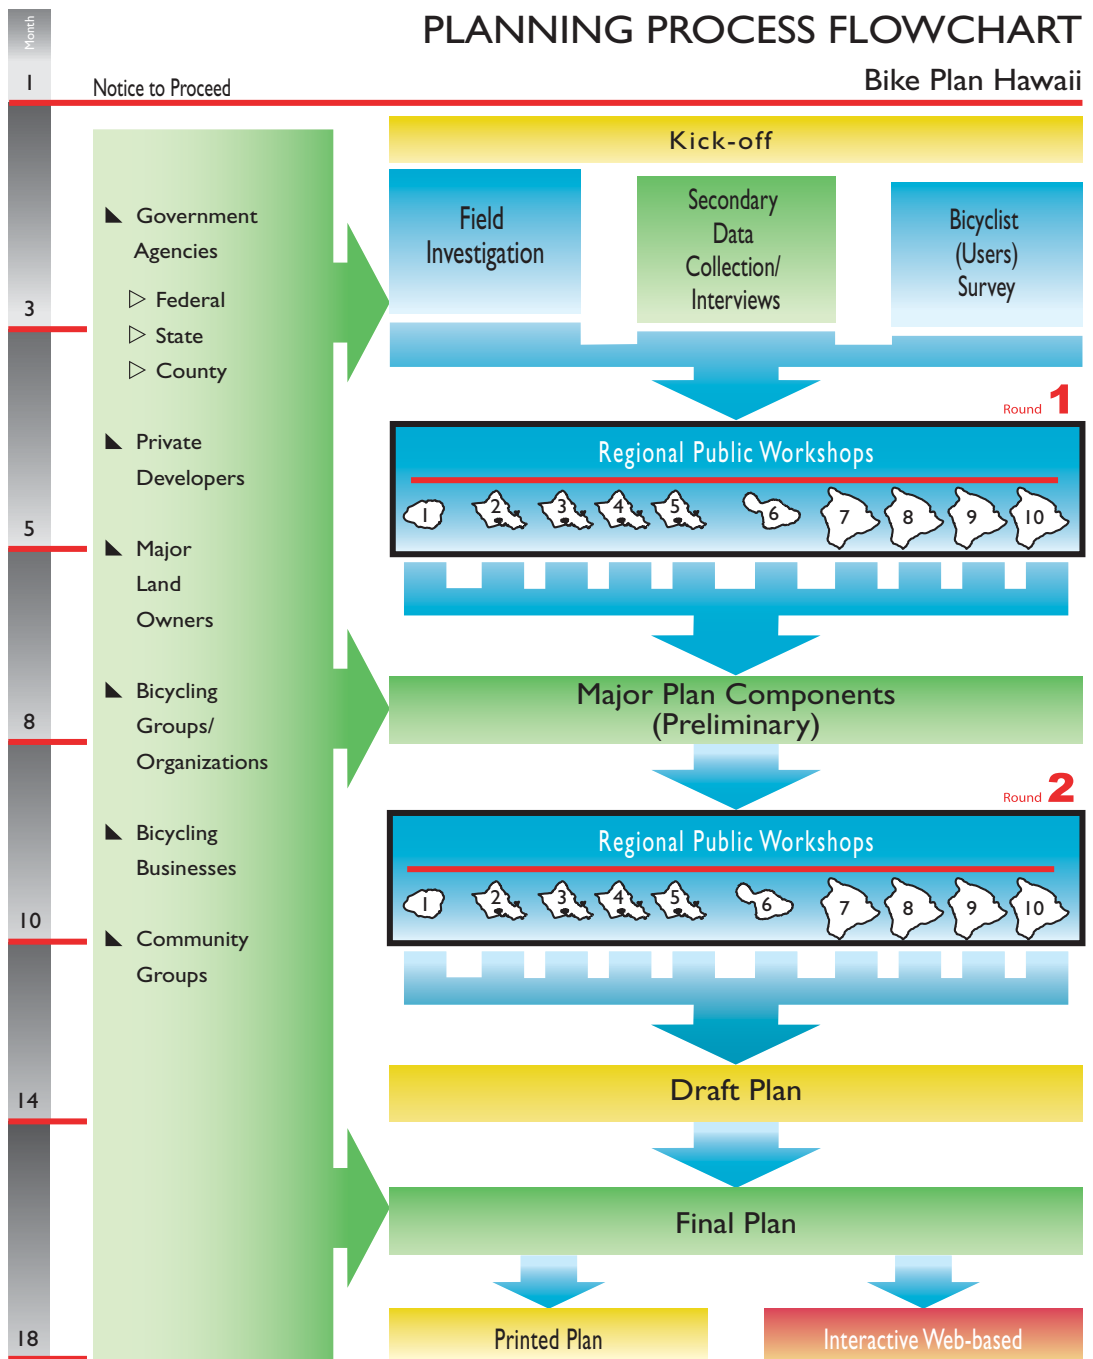 PLANNING PROCESS FLOWCHART
Bike Plan Hawaii
Month
1
Notice to Proceed
3
5
8
10
14
18
Government
Agencies
Federal
State
County
Private
Developers
Major
Land
Owners
Bicycling
Groups/
Organizations
Bicycling
Businesses
Community
Groups
Kick-off
Field
Investigation
Secondary
Data
Collection/
Interviews
Bicyclist
(Users)
Survey
Round 1
Regional Public Workshops
1 2 3 4 5 6 7 8 9 10
Major Plan Components
(Preliminary)
Round 2
Regional Public Workshops
1 2 3 4 5 6 7 8 9 10
Draft Plan
Final Plan
Printed Plan
Interactive Web-based